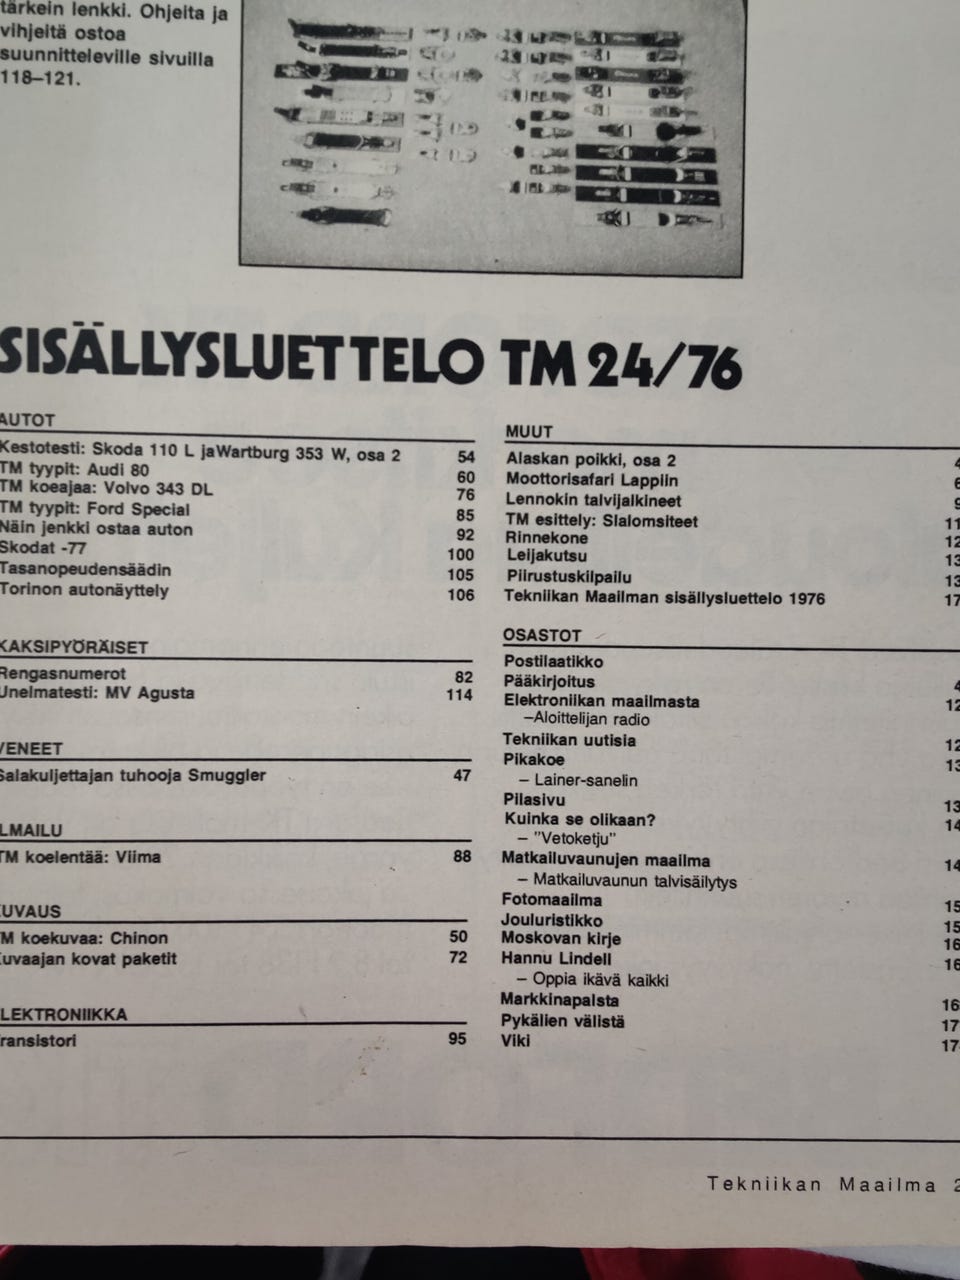 tärkein lenkki. Ohjeita ja
vihjeitä ostoa
suunnitteleville sivuilla
118–121.
SISÄLLYSLUETTELO TM 24/76
AUTOT
Kestotesti: Skoda 110 L jaWartburg 353 W, osa 2 54
TM tyypit: Audi 80 60
TM koeajaa: Volvo 343 DL 76
TM tyypit: Ford Special 85
Näin jenkki ostaa auton 92
Skodat -77 100
Tasanopeudensäädin 105
Torinon autonäyttely 106
KAKSIPYÖRÄISET
Rengasnumerot 82
Unelmatesti: MV Agusta 114
VENEET
Salakuljettajan tuhooja Smuggler 47
ILMAILU
TM koelentää: Viima 88
KUVAUS
TM koekuvaa: Chinon 50
Kuvaajan kovat paketit 72
ELEKTRONIIKKA
Transistori 95
MUUT
Alaskan poikki, osa 2
Moottorisafari Lappiin
Lennokin talvijalkineet
TM esittely: Slalomsiteet
Rinnekone
Leijakutsu
Piirustuskilpailu
Tekniikan Maailman sisällysluettelo 1976
OSASTOT
Postilaatikko
Pääkirjoitus
Elektroniikan maailmasta
–Aloittelijan radio
Tekniikan uutisia
Pikakoe
– Lainer-sanelin
Pilasivu
Kuinka se olikaan?
– "Vetoketju"
Matkailuvaunujen maailma
– Matkailuvaunun talvisäilytys
Fotomaailma
Jouluristikko
Moskovan kirje
Hannu Lindell
– Oppia ikävä kaikki
Markkinapalsta
Pykälien välistä
Viki
Tekniikan Maailma